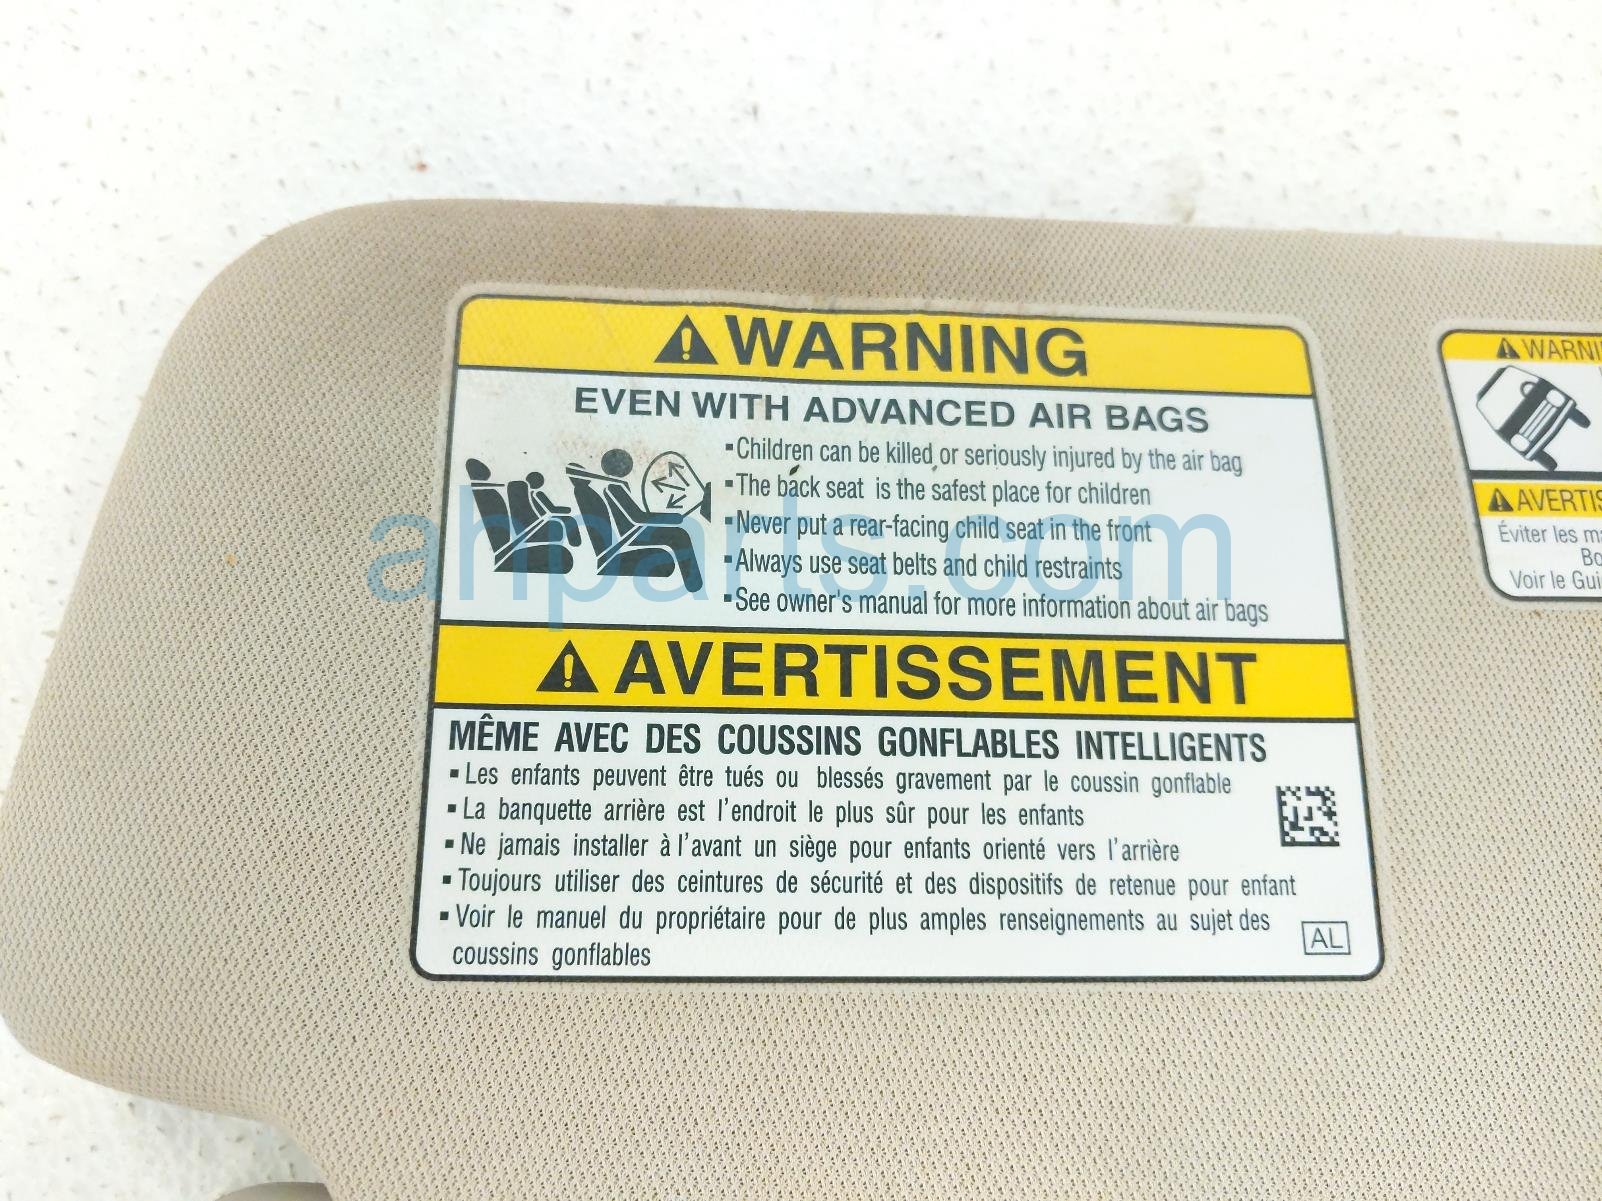 WARNING
EVEN WITH ADVANCED AIR BAGS
▪Children can be killed or seriously injured by the air bag
▪The back seat is the safest place for children
▪Never put a rear-facing child seat in the front
▪Always use seat belts and child restraints
▪See owner's manual for more information about air bags
AVERTISSEMENT
MÊME AVEC DES COUSSINS GONFLABLES INTELLIGENTS
▪Les enfants peuvent être tués ou blessés gravement par le coussin gonflable
▪La banquette arrière est l'endroit le plus sûr pour les enfants
▪Ne jamais installer à l'avant un siège pour enfants orienté vers l'arrière
▪Toujours utiliser des ceintures de sécurité et des dispositifs de retenue pour enfant
▪Voir le manuel du propriétaire pour de plus amples renseignements au sujet des
coussins gonflables
AL
ahparts.com
WARNI
AVERTIS
Éviter les ma
Bo
Voir le Gui